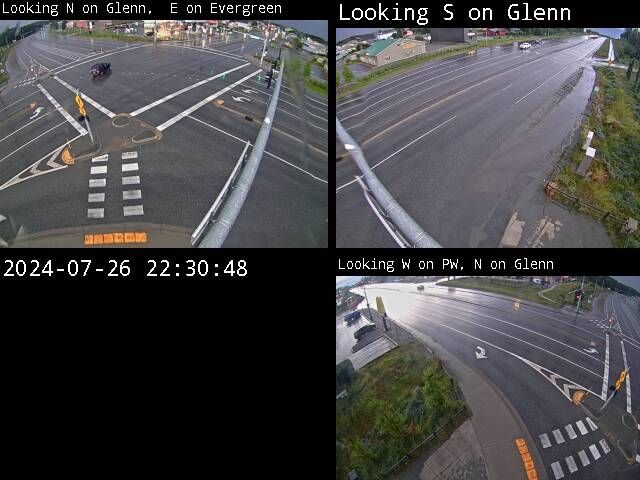 Looking N on Glenn,  E on Evergreen
Looking S on Glenn
2024-07-26 22:30:48
Looking W on PW, N on Glenn